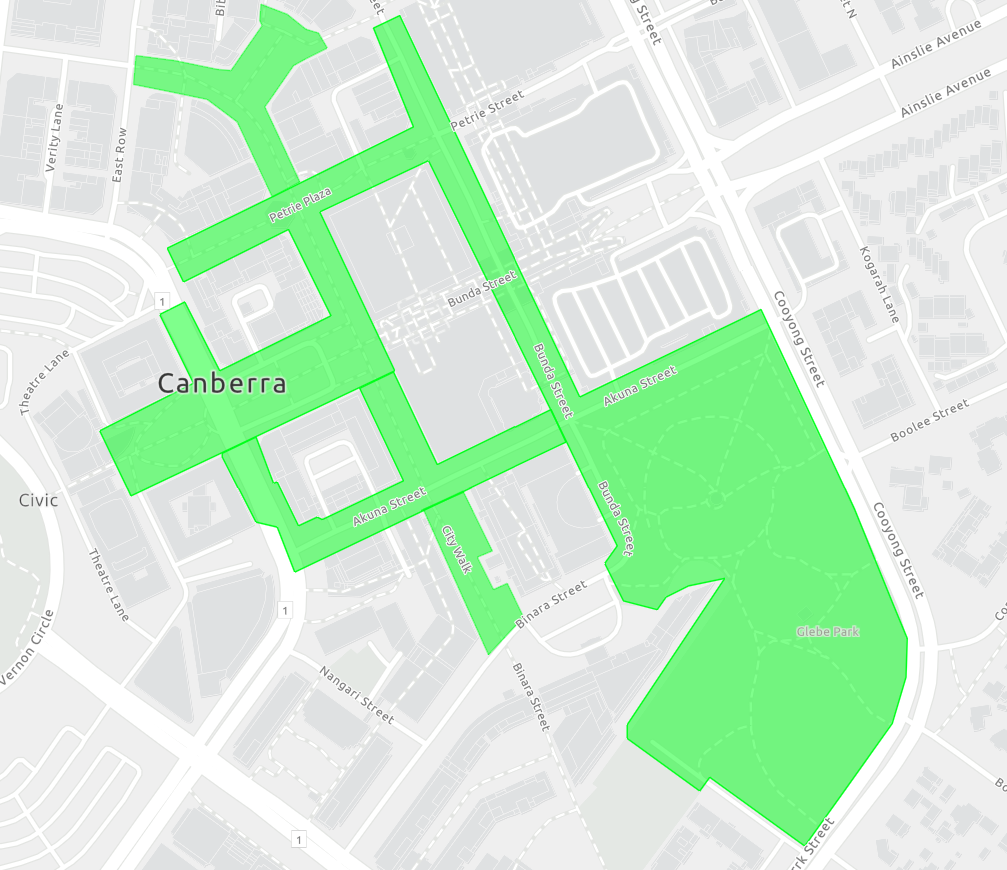 Ainslie Avenue
Ainslie Avenue
Petrie Street
Verity Lane
East Row
Petrie Plaza
Kogarah Lane
Bunda Street
1
Cooyong Street
Theatre Lane
Canberra
Bunda Street
Akuna Street
Boolee Street
Civic
Akuna Street
Bunda Street
Cooyong Street
City Walk
Theatre Lane
Binara Street
1
Vernon Circle
Glebe Park
Nangari Street
Binara Street
1